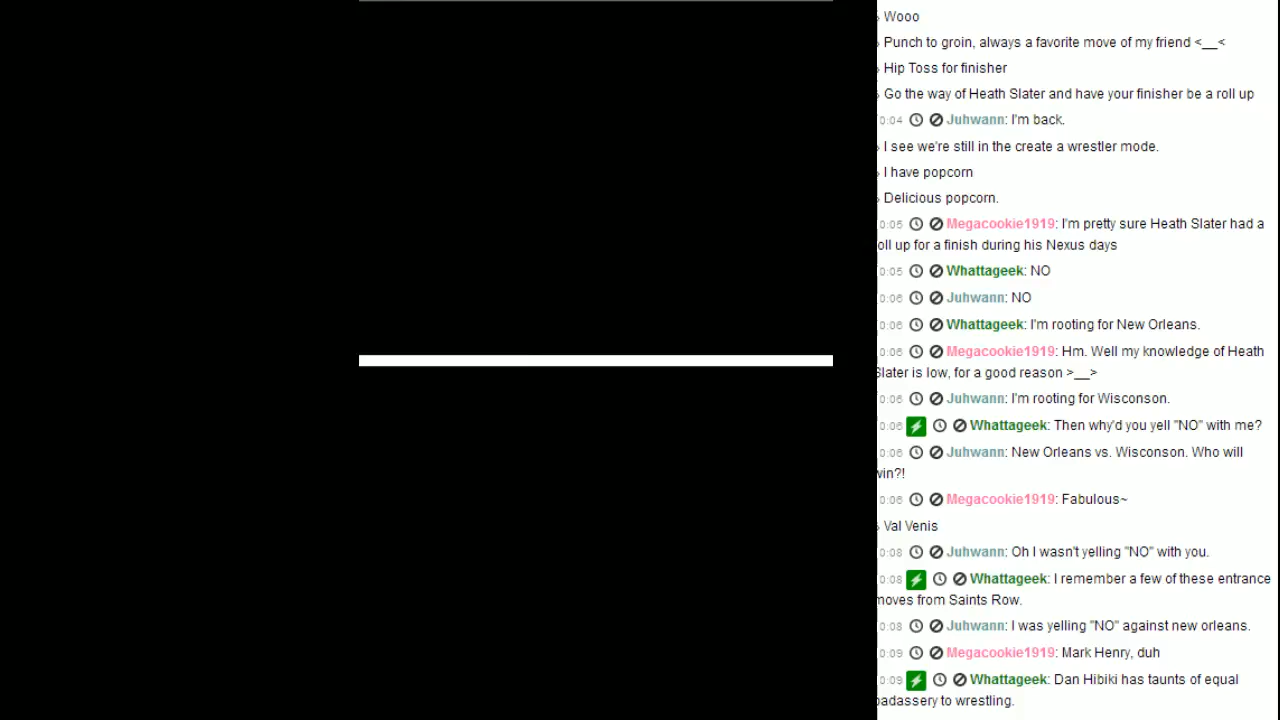 Wooo
Punch to groin, always a favorite move of my friend <__<
Hip Toss for finisher
Go the way of Heath Slater and have your finisher be a roll up
0:04 Juhwann: I'm back.
I see we're still in the create a wrestler mode.
I have popcorn
Delicious popcorn.
0:05 Megacookie1919: I'm pretty sure Heath Slater had a
oll up for a finish during his Nexus days
0:05 Whattageek: NO
0:06 Juhwann: NO
0:06 Whattageek: I'm rooting for New Orleans.
0:06 Megacookie1919: Hm. Well my knowledge of Heath
Slater is low, for a good reason >__>
0:06 Juhwann: I'm rooting for Wisconson.
0:06 Whattageek: Then why'd you yell "NO" with me?
0:06 Juhwann: New Orleans vs. Wisconson. Who will
win?!
0:06 Megacookie1919: Fabulous~
Val Venis
0:08 Juhwann: Oh I wasn't yelling "NO" with you.
0:08 Whattageek: I remember a few of these entrance
moves from Saints Row.
0:08 Juhwann: I was yelling "NO" against new orleans.
0:09 Megacookie1919: Mark Henry, duh
0:09 Whattageek: Dan Hibiki has taunts of equal
badassery to wrestling.